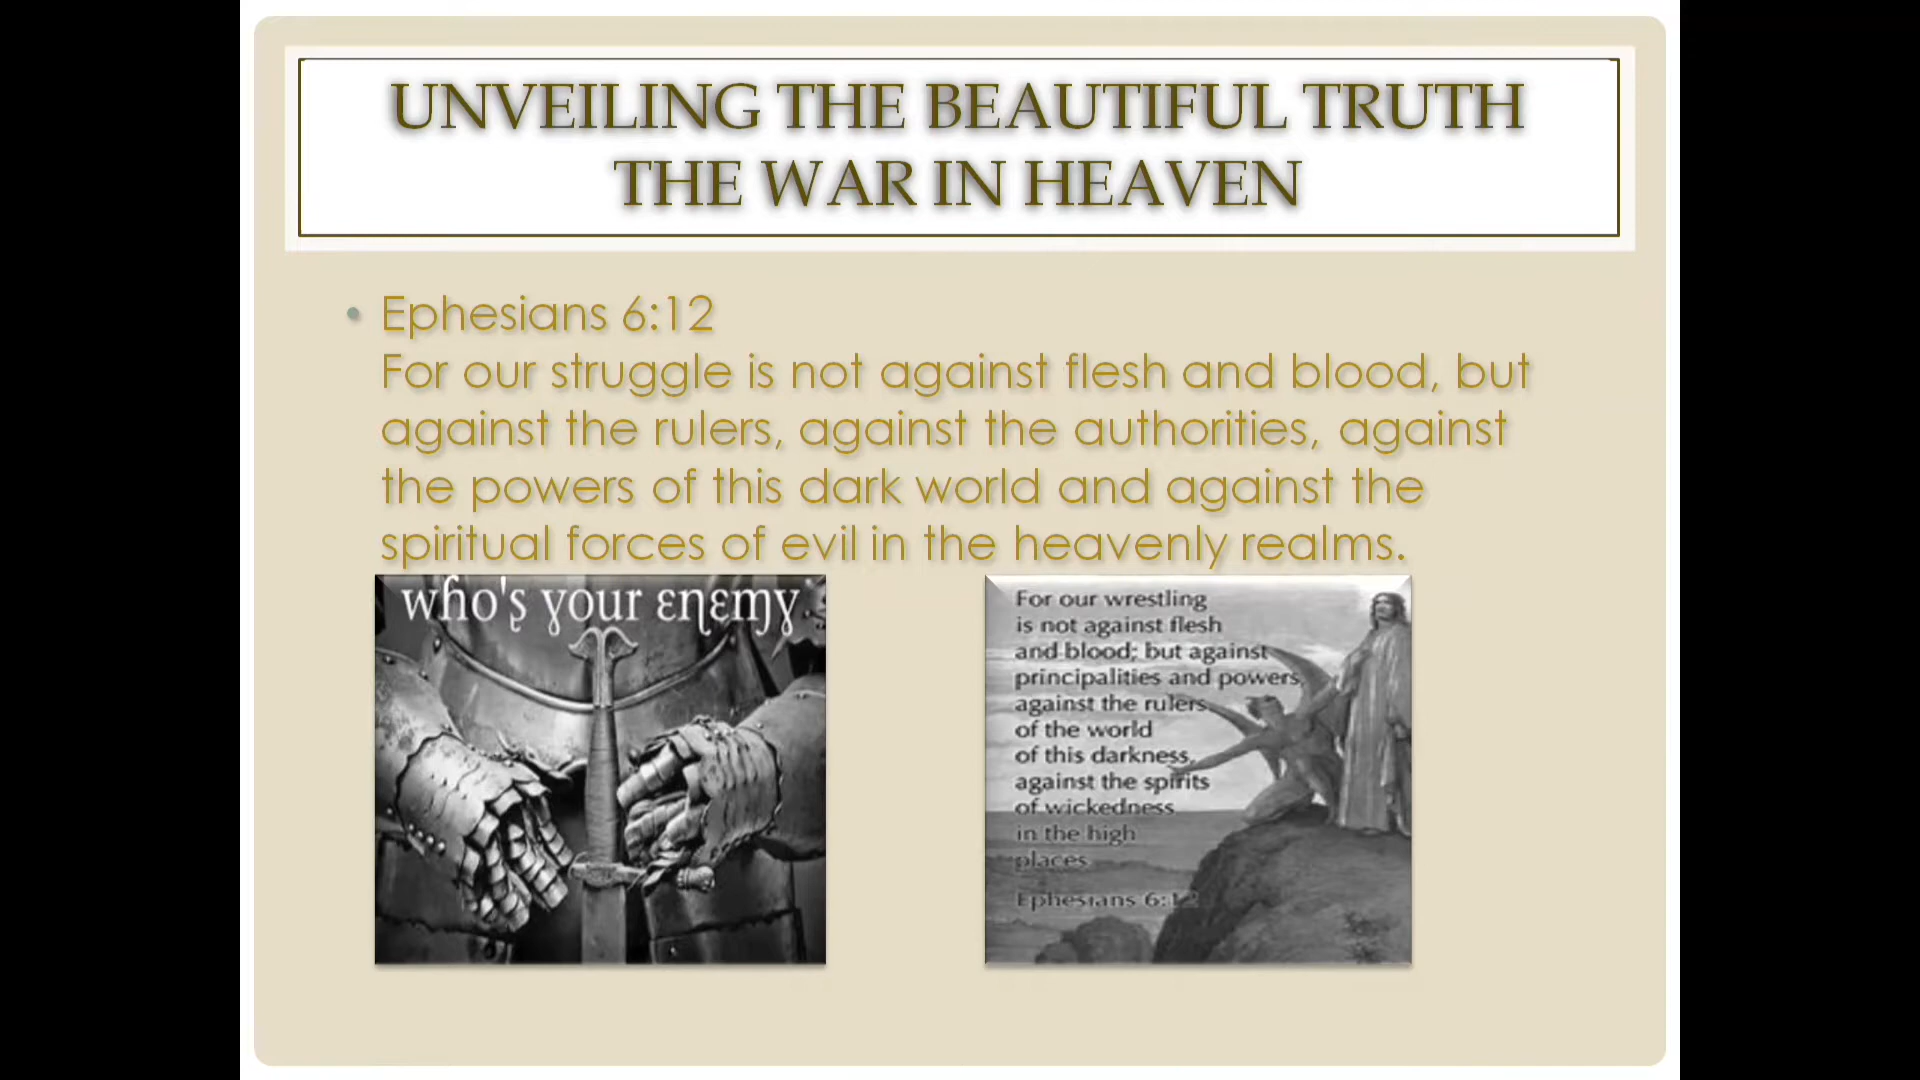 UNVEILING THE BEAUTIFUL TRUTH
THE WAR IN HEAVEN
• Ephesians 6:12
For our struggle is not against flesh and blood, but
against the rulers, against the authorities, against
the powers of this dark world and against the
spiritual forces of evil in the heavenly realms.
who's your enemy
For our wrestling
is not against flesh
and blood; but against
principalities and powers,
against the rulers
of the world
of this darkness,
against the spirits
of wickedness
in the high
places
Ephesians 6:12